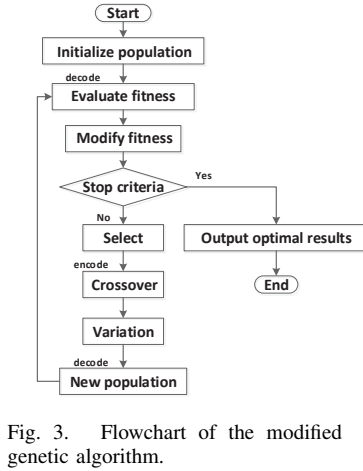 Start
Initialize population
decode
Evaluate fitness
Modify fitness
Stop criteria
Yes
No
Select
Output optimal results
encode
Crossover
End
Variation
decode
New population
Fig. 3. Flowchart of the modified
genetic algorithm.